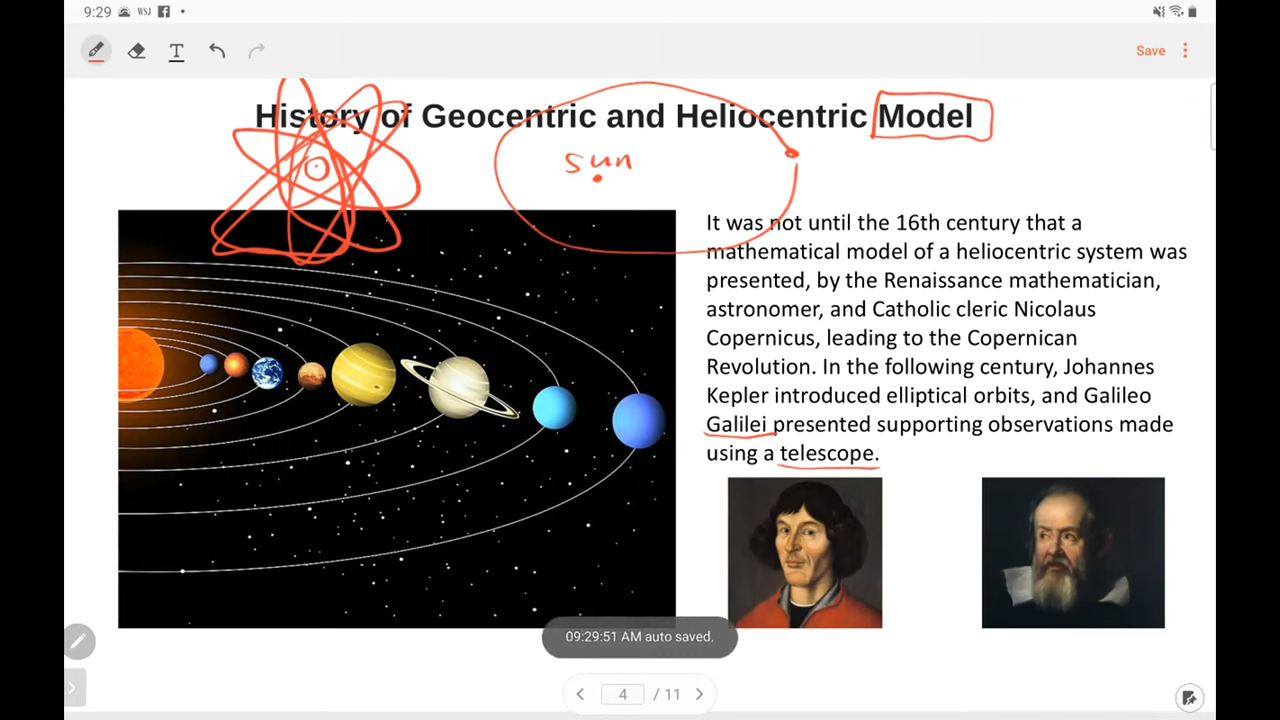 9:29 WSJ
Save
History of Geocentric and Heliocentric Model
sun
It was not until the 16th century that a
mathematical model of a heliocentric system was
presented, by the Renaissance mathematician,
astronomer, and Catholic cleric Nicolaus
Copernicus, leading to the Copernican
Revolution. In the following century, Johannes
Kepler introduced elliptical orbits, and Galileo
Galilei presented supporting observations made
using a telescope.
09:29:51 AM auto saved.
4 / 11